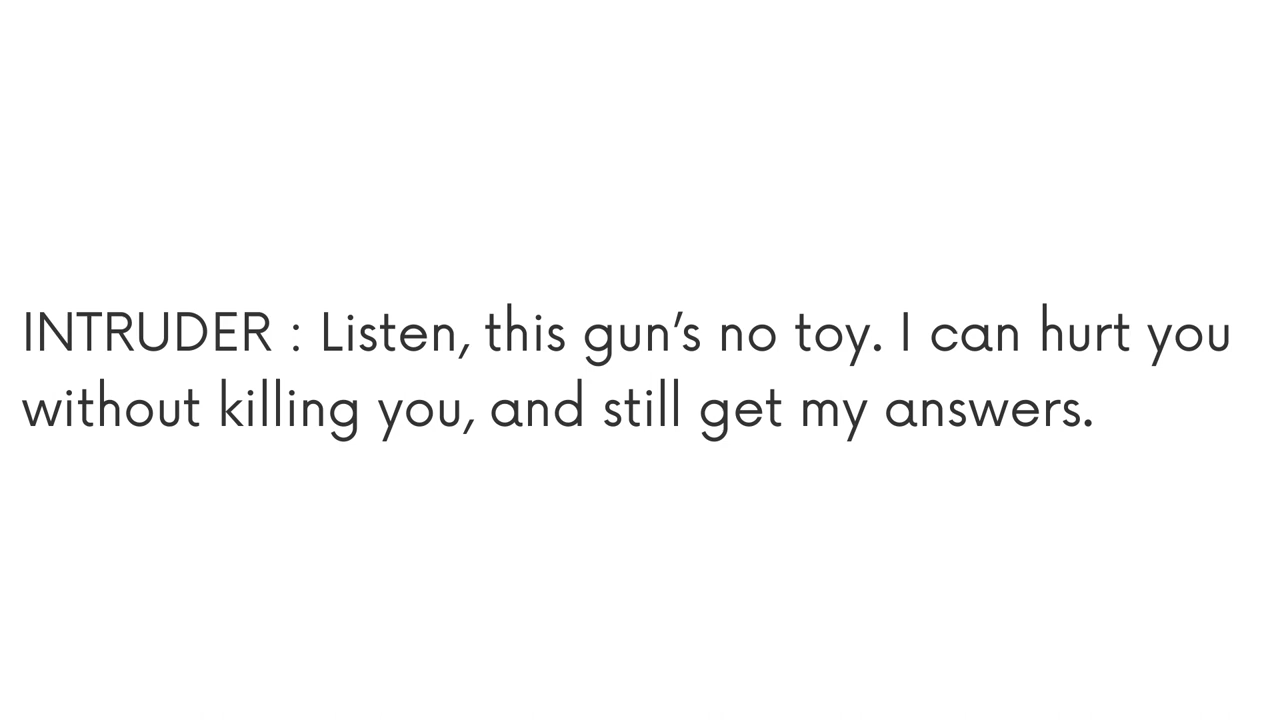 INTRUDER : Listen, this gun’s no toy. I can hurt you
without killing you, and still get my answers.